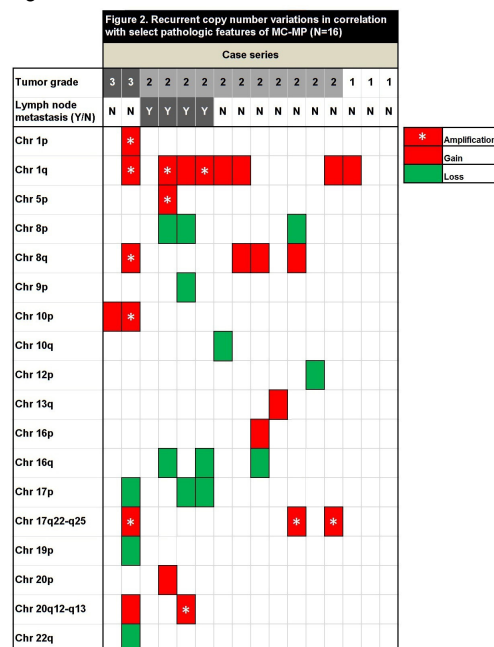 Figure 2. Recurrent copy number variations in correlation
with select pathologic features of MC-MP (N=16)
Case series
Tumor grade 3 3 2 2 2 2 2 2 2 2 2 2 2 1 1 1
Lymph node
metastasis (Y/N) N N Y Y Y Y N N N N N N N N N N
Chr 1p *
Chr 1q * * *
Chr 5p *
Chr 8p
Chr 8q *
Chr 9p
Chr 10p *
Chr 10q
Chr 12p
Chr 13q
Chr 16p
Chr 16q
Chr 17p
Chr 17q22-q25 * * *
Chr 19p
Chr 20p
Chr 20q12-q13 *
Chr 22q
* Amplification
Gain
Loss